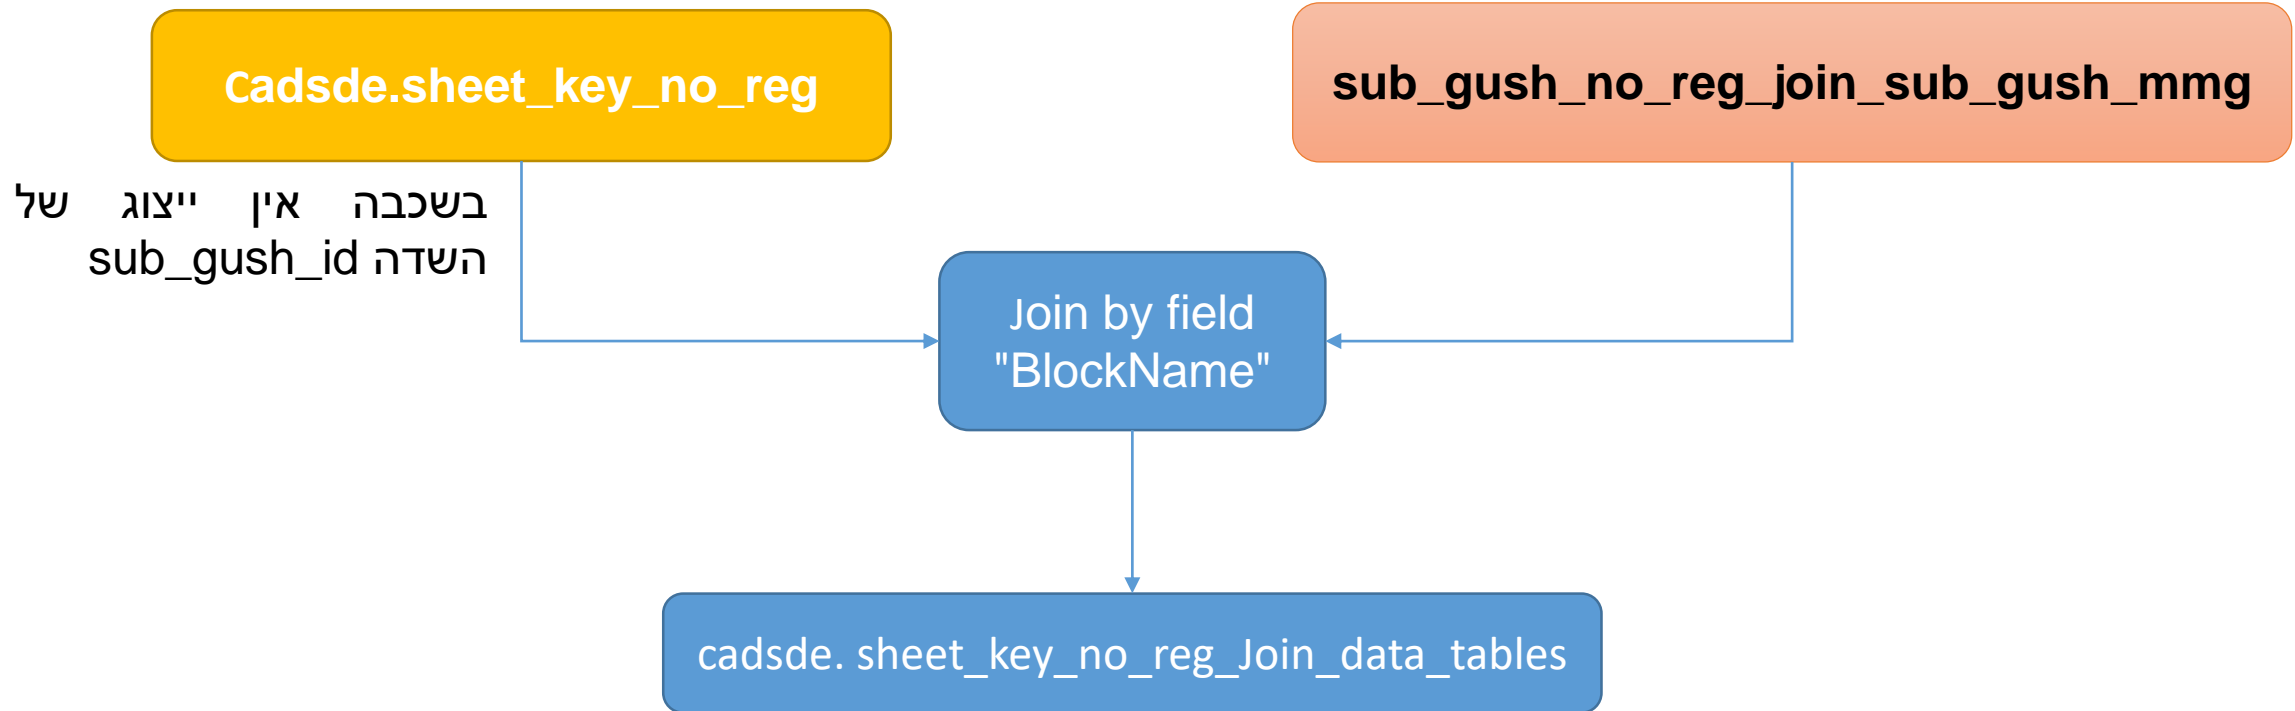 Cadsde.sheet_key_no_reg
sub_gush_no_reg_join_sub_gush_mmg
בשכבה אין ייצוג של
השדה sub_gush_id
Join by field
"BlockName"
cadsde. sheet_key_no_reg_Join_data_tables